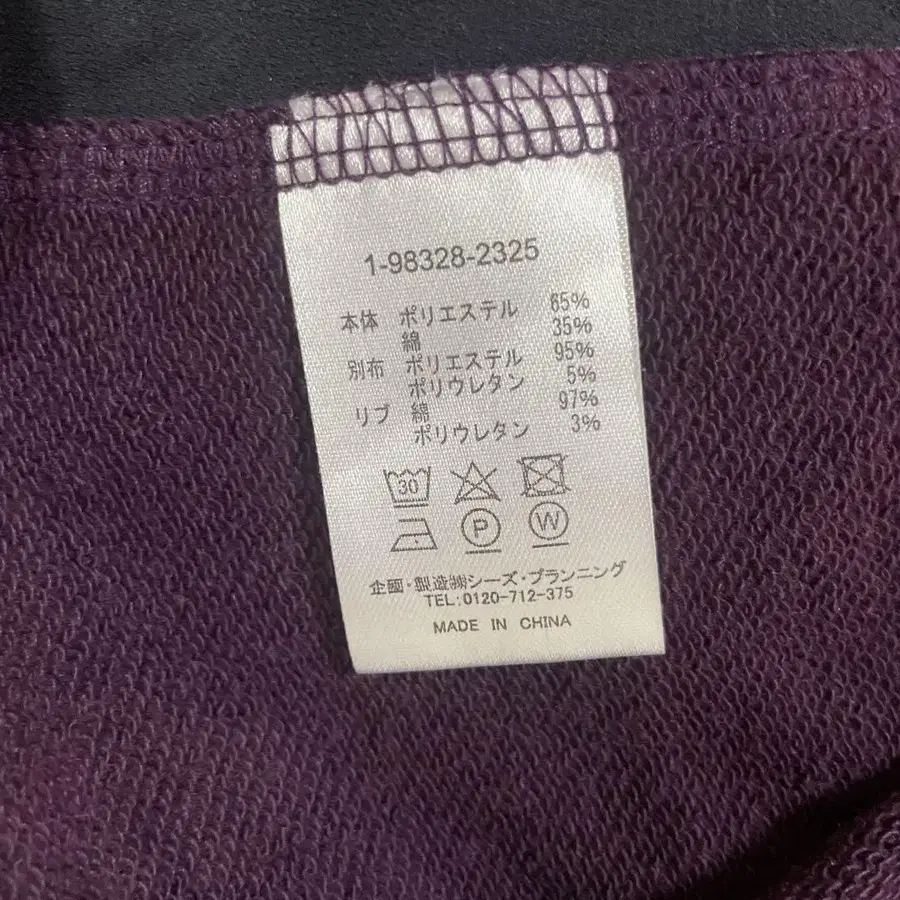 1-98328-2325
本体 ポリエステル 65%
綿 35%
別布 ポリエステル 95%
ポリウレタン 5%
リブ 綿 97%
ポリウレタン 3%
30
P W
企画・製造㈱シーズ・プランニング
TEL:0120-712-375
MADE IN CHINA